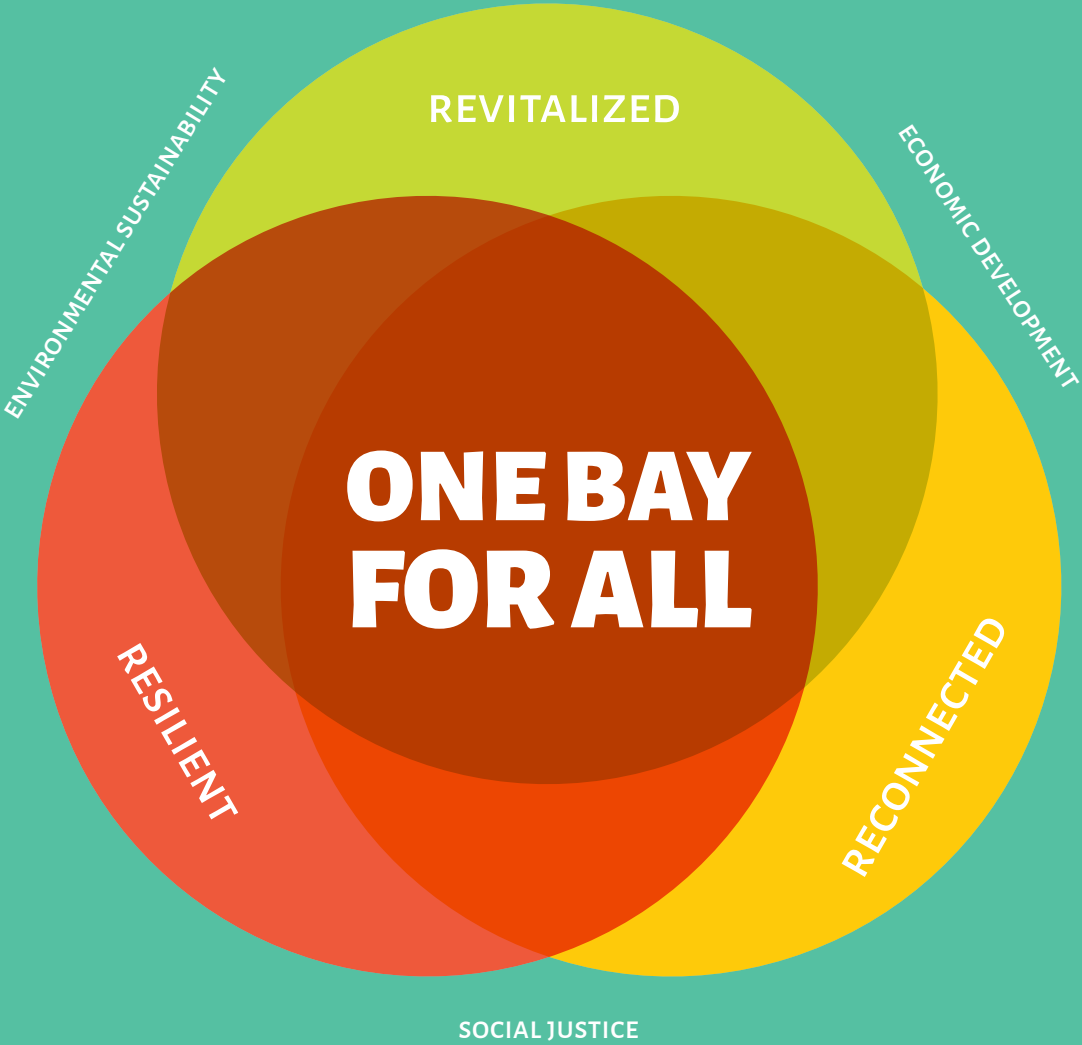 REVITALIZED
ENVIRONMENTAL SUSTAINABILITY
ECONOMIC DEVELOPMENT
ONE BAY
FOR ALL
RESILIENT
RECONNECTED
SOCIAL JUSTICE